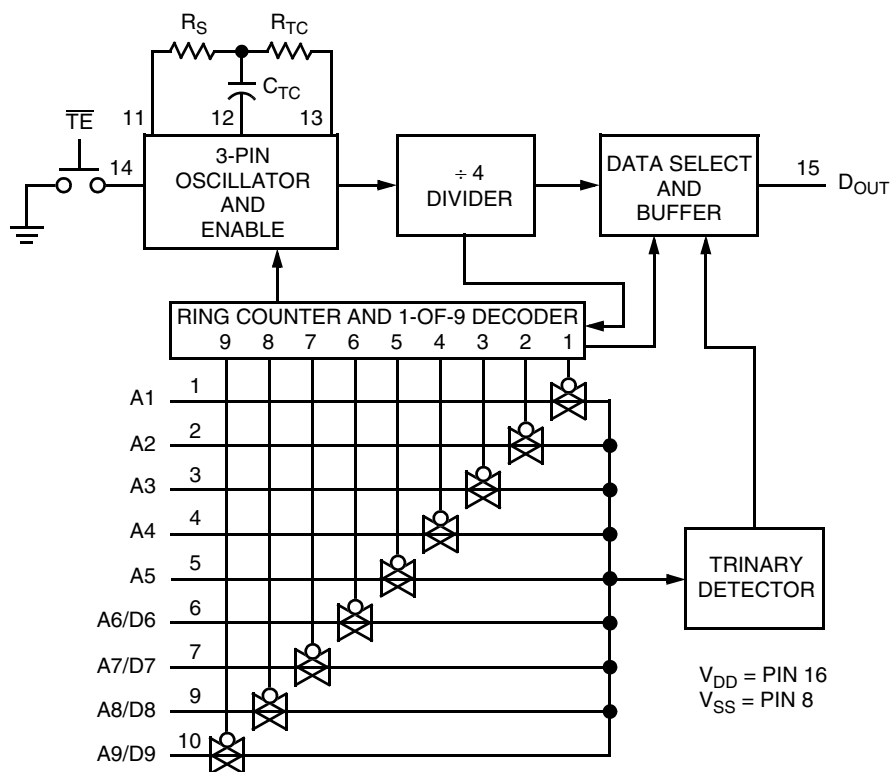 R_S R_TC
C_TC
11 12 13
TE
14
3-PIN
OSCILLATOR
AND
ENABLE
÷ 4
DIVIDER
DATA SELECT
AND
BUFFER
15 D_OUT
RING COUNTER AND 1-OF-9 DECODER
9 8 7 6 5 4 3 2 1
A1 1
A2 2
A3 3
A4 4
A5 5
A6/D6 6
A7/D7 7
A8/D8 9
A9/D9 10
TRINARY
DETECTOR
V_DD = PIN 16
V_SS = PIN 8